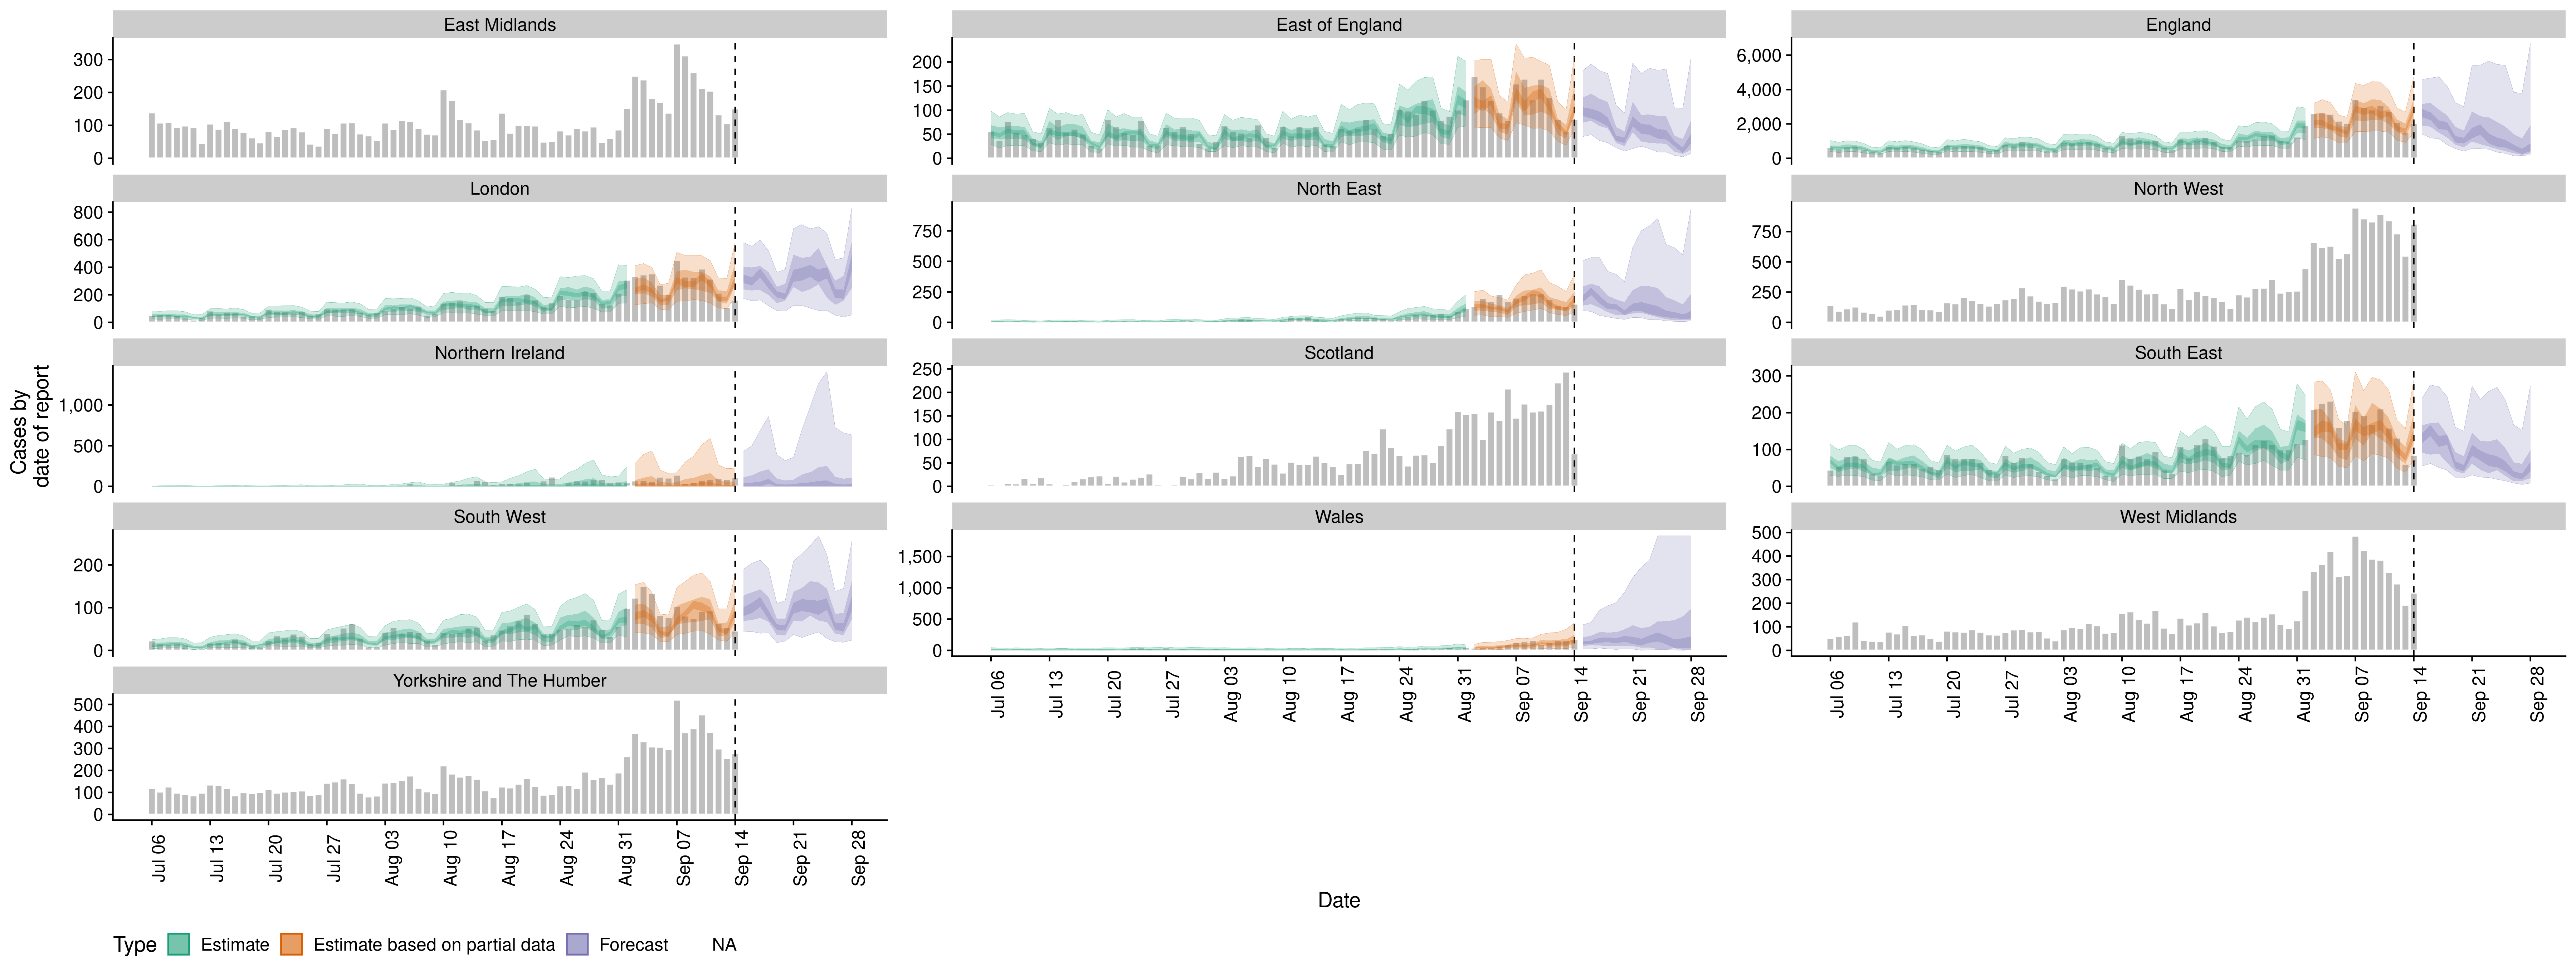 East Midlands
East of England
England
300
200
100
0
200
150
100
50
0
6,000
4,000
2,000
0
London
North East
North West
800
600
400
200
0
750
500
250
0
750
500
250
0
Northern Ireland
Scotland
South East
1,000
500
0
250
200
150
100
50
0
300
200
100
0
Cases by
date of report
South West
Wales
West Midlands
200
100
0
1,500
1,000
500
0
500
400
300
200
100
0
Jul 06
Jul 13
Jul 20
Jul 27
Aug 03
Aug 10
Aug 17
Aug 24
Aug 31
Sep 07
Sep 14
Sep 21
Sep 28
Jul 06
Jul 13
Jul 20
Jul 27
Aug 03
Aug 10
Aug 17
Aug 24
Aug 31
Sep 07
Sep 14
Sep 21
Sep 28
Yorkshire and The Humber
500
400
300
200
100
0
Jul 06
Jul 13
Jul 20
Jul 27
Aug 03
Aug 10
Aug 17
Aug 24
Aug 31
Sep 07
Sep 14
Sep 21
Sep 28
Date
Type Estimate Estimate based on partial data Forecast NA